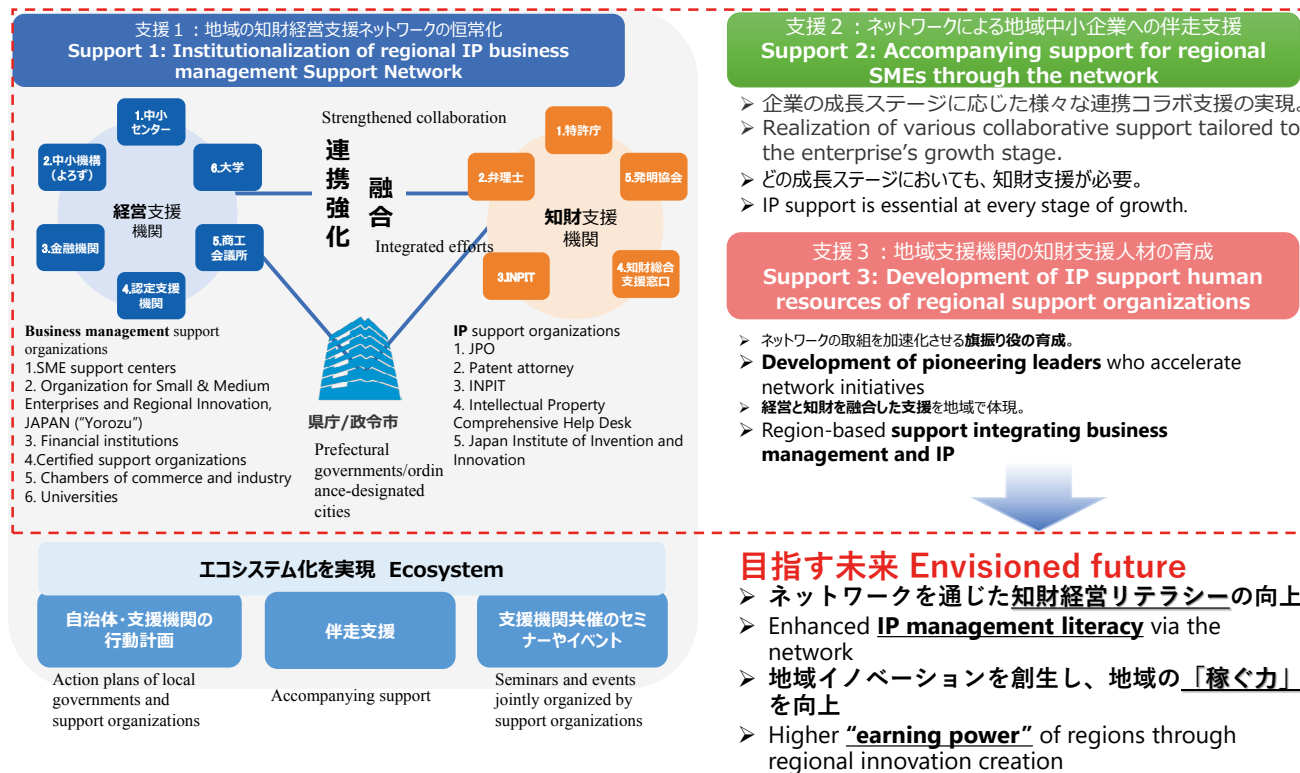 支援１：地域の知財経営支援ネットワークの恒常化
Support 1: Institutionalization of regional IP business
management Support Network
1.中小
センター
2.中小機構
（よろず）
6.大学
経営支援
機関
3.金融機関
5.商工
会議所
4.認定支援
機関
Strengthened collaboration
連携強化
融合
Integrated efforts
1.特許庁
2.弁理士
5.発明協会
知財支援
機関
3.INPIT
4.知財総合
支援窓口
Business management support
organizations
1.SME support centers
2. Organization for Small & Medium
Enterprises and Regional Innovation,
JAPAN (“Yorozu”)
3. Financial institutions
4.Certified support organizations
5. Chambers of commerce and industry
6. Universities
県庁/政令市
Prefectural
governments/ordin
ance-designated
cities
IP support organizations
1. JPO
2. Patent attorney
3. INPIT
4. Intellectual Property
Comprehensive Help Desk
5. Japan Institute of Invention and
Innovation
エコシステム化を実現 Ecosystem
自治体・支援機関の
行動計画
Action plans of local
governments and
support organizations
伴走支援
Accompanying support
支援機関共催のセミ
ナーやイベント
Seminars and events
jointly organized by
support organizations
支援２：ネットワークによる地域中小企業への伴走支援
Support 2: Accompanying support for regional
SMEs through the network
➢ 企業の成長ステージに応じた様々な連携コラボ支援の実現。
➢ Realization of various collaborative support tailored to
the enterprise’s growth stage.
➢ どの成長ステージにおいても、知財支援が必要。
➢ IP support is essential at every stage of growth.
支援３：地域支援機関の知財支援人材の育成
Support 3: Development of IP support human
resources of regional support organizations
➢ ネットワークの取組を加速化させる旗振り役の育成。
➢ Development of pioneering leaders who accelerate
network initiatives
➢ 経営と知財を融合した支援を地域で体現。
➢ Region-based support integrating business
management and IP
目指す未来 Envisioned future
➢ ネットワークを通じた知財経営リテラシーの向上
➢ Enhanced IP management literacy via the
network
➢ 地域イノベーションを創生し、地域の「稼ぐ力」
を向上
➢ Higher “earning power” of regions through
regional innovation creation